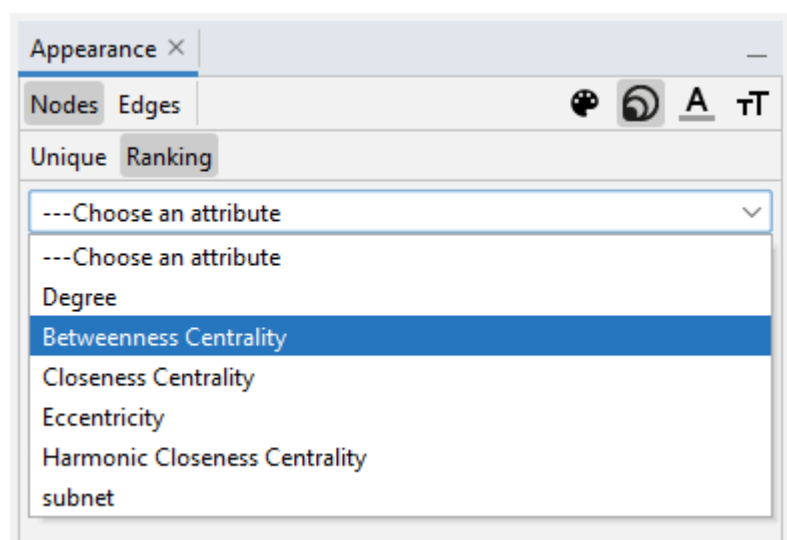 Appearance ×
Nodes Edges A TT
Unique Ranking
---Choose an attribute
---Choose an attribute
Degree
Betweenness Centrality
Closeness Centrality
Eccentricity
Harmonic Closeness Centrality
subnet